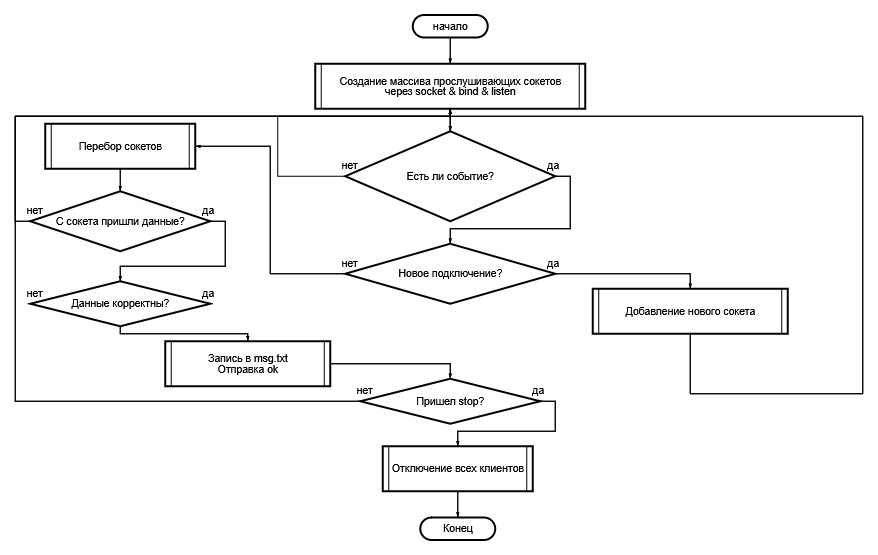 начало
Создание массива прослушивающих сокетов
через socket & bind & listen
Перебор сокетов
нет
Есть ли событие?
да
нет
С сокета пришли данные?
да
нет
Новое подключение?
да
нет
Данные корректны?
да
Добавление нового сокета
Запись в msg.txt
Отправка ok
нет
Пришел stop?
да
Отключение всех клиентов
Конец